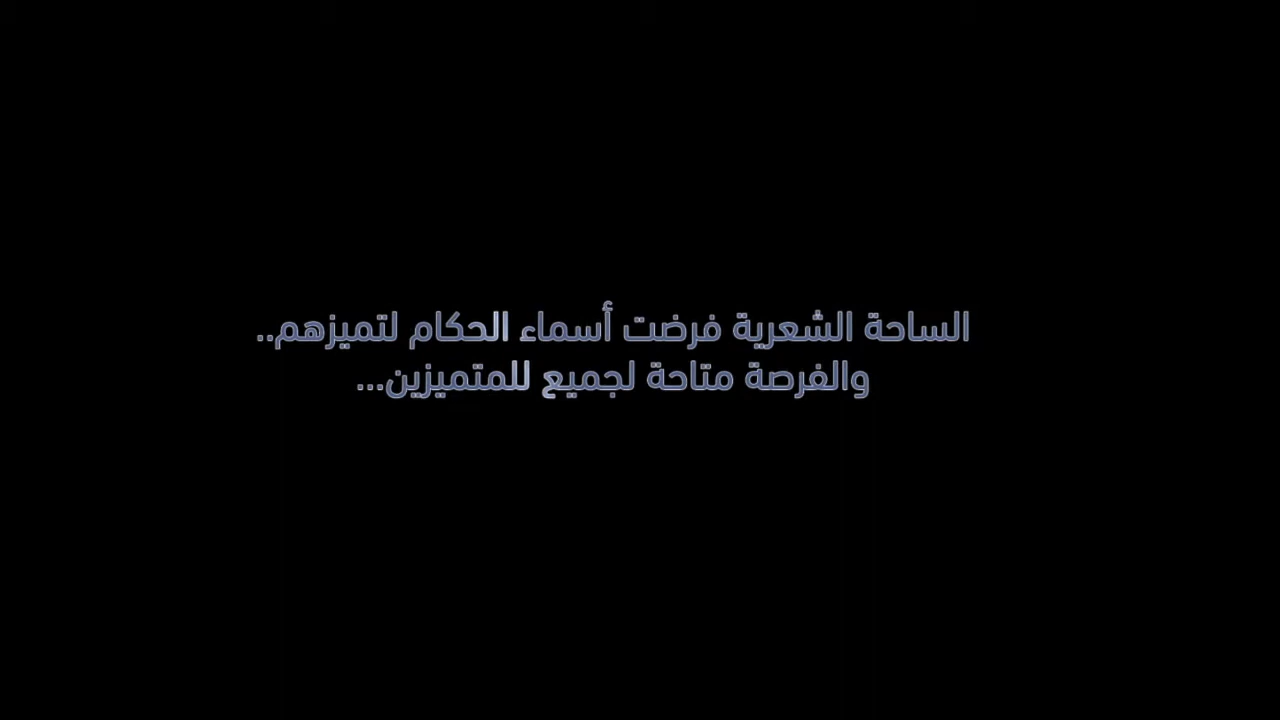 الساحة الشعرية فرضت أسماء الحكام لتميزهم..
والفرصة متاحة لجميع للمتميزين...